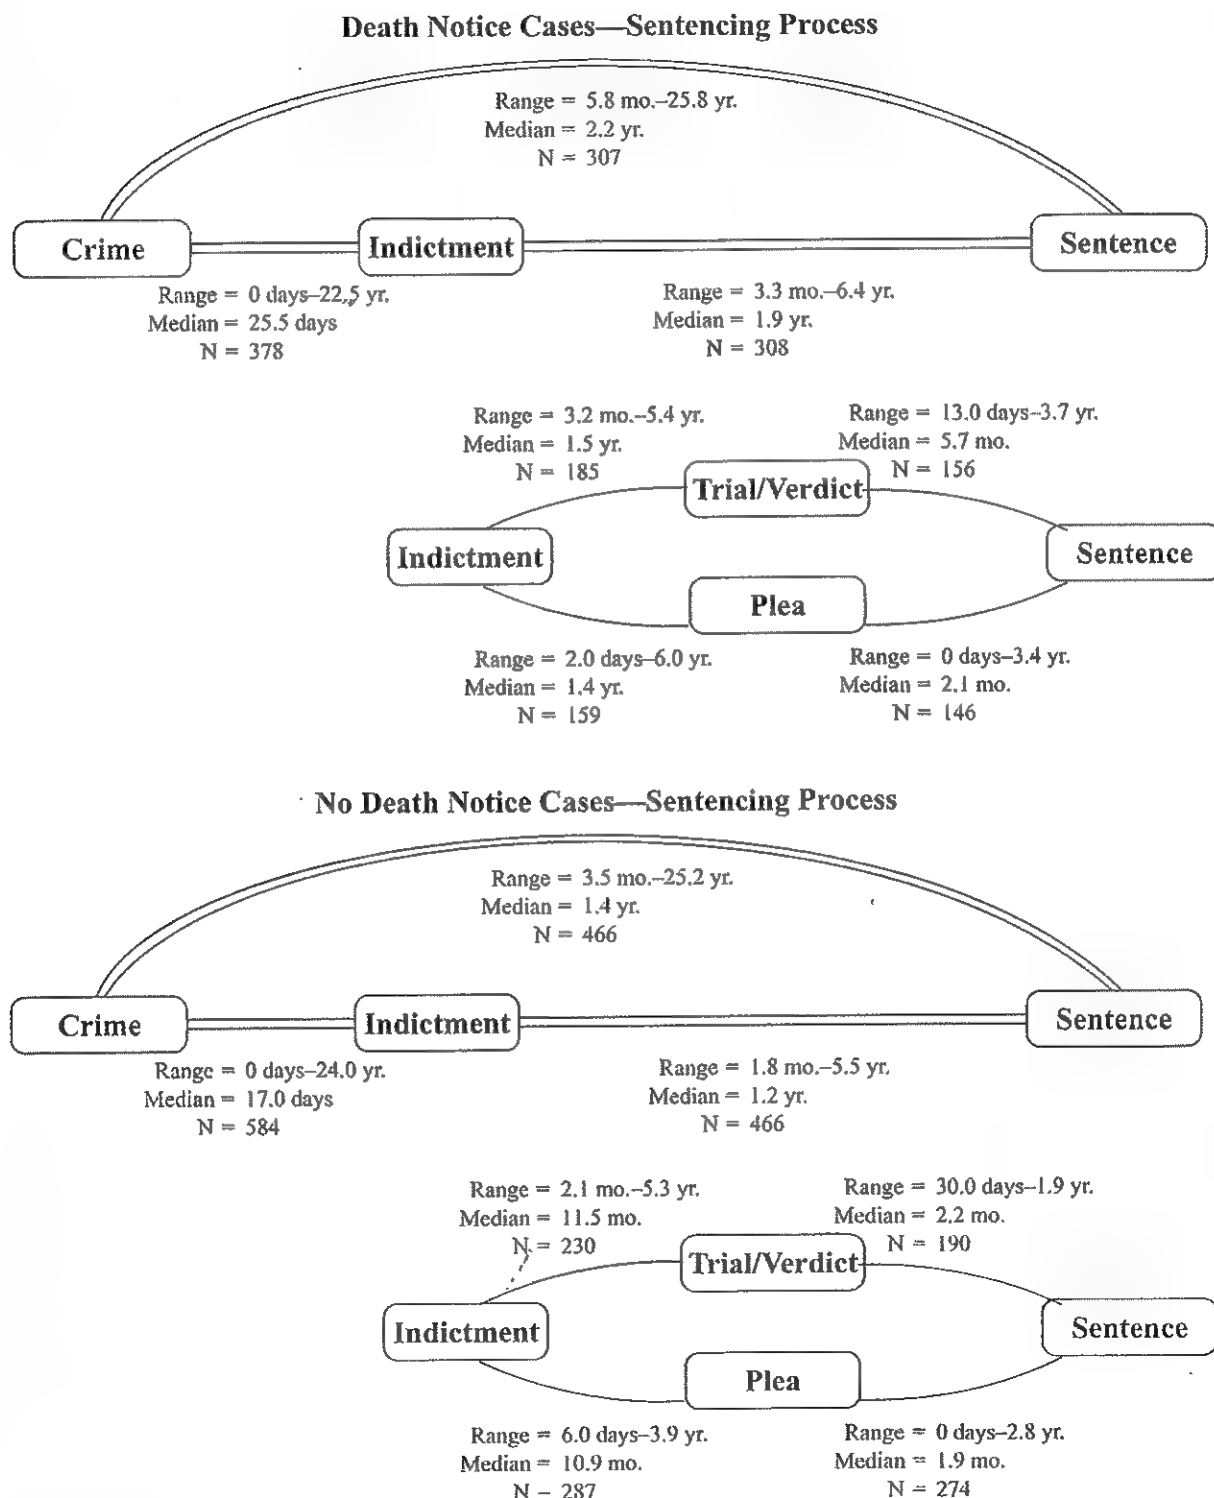 Death Notice Cases—Sentencing Process
Range = 5.8 mo.–25.8 yr.
Median = 2.2 yr.
N = 307
Crime
Indictment
Sentence
Range = 0 days–22.5 yr.
Median = 25.5 days
N = 378
Range = 3.3 mo.–6.4 yr.
Median = 1.9 yr.
N = 308
Range = 3.2 mo.–5.4 yr.
Median = 1.5 yr.
N = 185
Range = 13.0 days–3.7 yr.
Median = 5.7 mo.
N = 156
Trial/Verdict
Indictment
Sentence
Plea
Range = 2.0 days–6.0 yr.
Median = 1.4 yr.
N = 159
Range = 0 days–3.4 yr.
Median = 2.1 mo.
N = 146
No Death Notice Cases—Sentencing Process
Range = 3.5 mo.–25.2 yr.
Median = 1.4 yr.
N = 466
Crime
Indictment
Sentence
Range = 0 days–24.0 yr.
Median = 17.0 days
N = 584
Range = 1.8 mo.–5.5 yr.
Median = 1.2 yr.
N = 466
Range = 2.1 mo.–5.3 yr.
Median = 11.5 mo.
N = 230
Range = 30.0 days–1.9 yr.
Median = 2.2 mo.
N = 190
Trial/Verdict
Indictment
Sentence
Plea
Range = 6.0 days–3.9 yr.
Median = 10.9 mo.
N = 287
Range = 0 days–2.8 yr.
Median = 1.9 mo.
N = 274